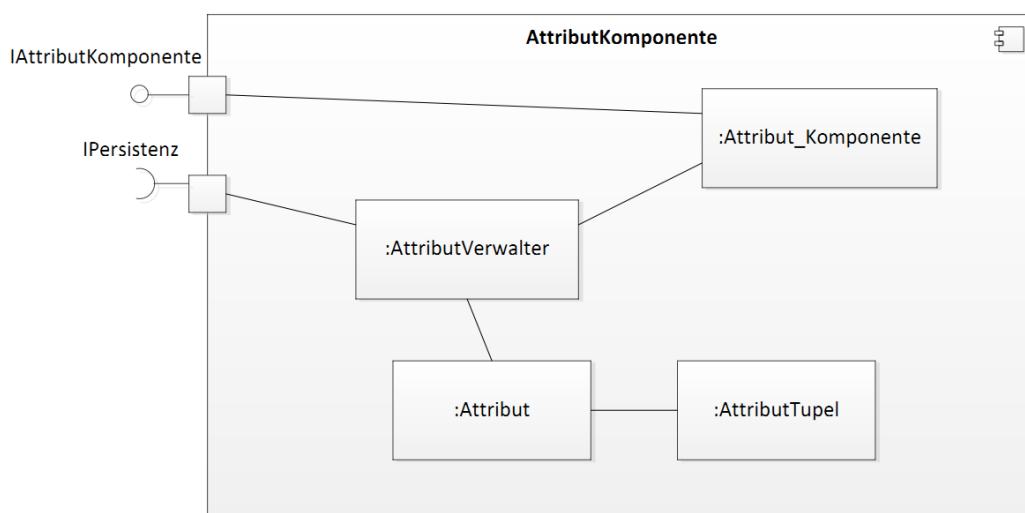 AttributKomponente
IAttributKomponente
:Attribut_Komponente
IPersistenz
:AttributVerwalter
:Attribut
:AttributTupel